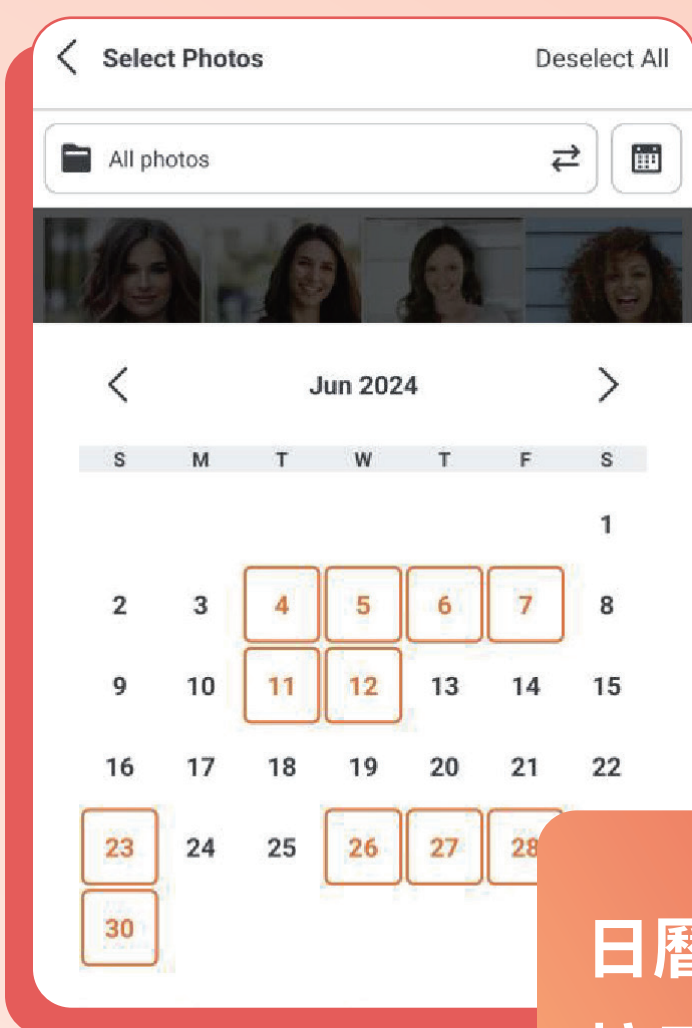 Select Photos Deselect All
All photos
Jun 2024
S M T W T F S
1
2 3 4 5 6 7 8
9 10 11 12 13 14 15
16 17 18 19 20 21 22
23 24 25 26 27 28
30
日曆